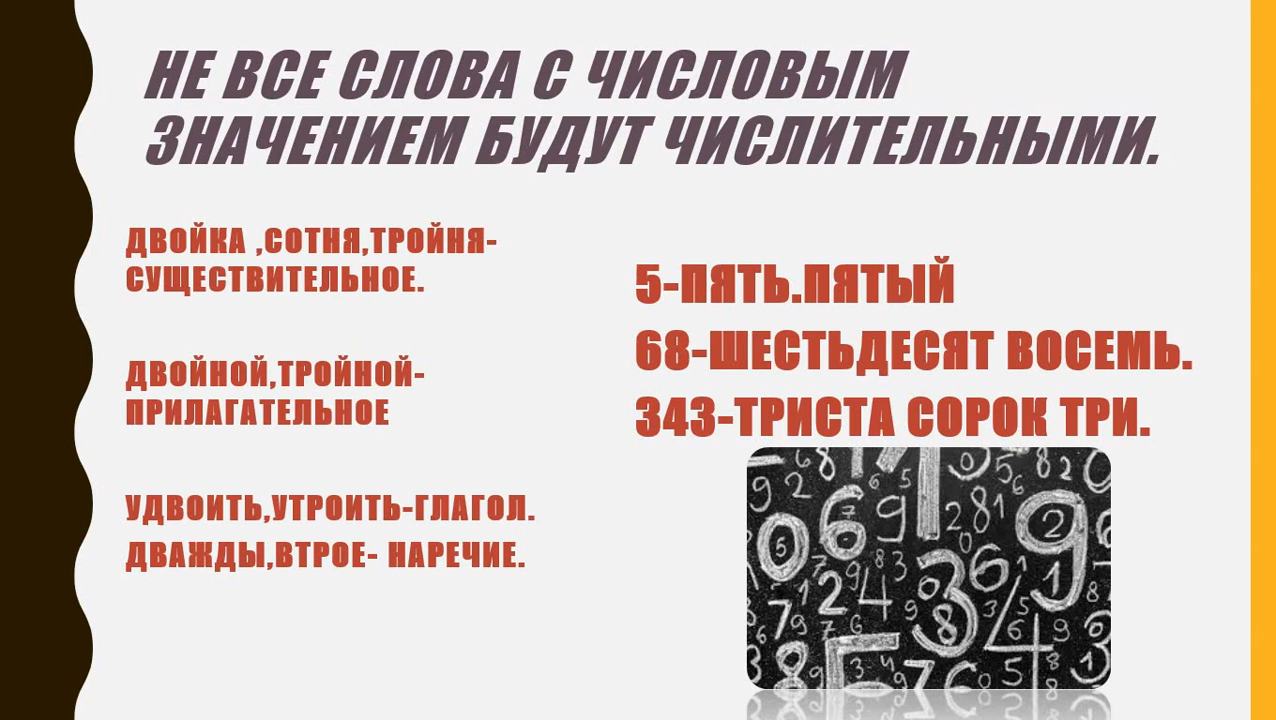 НЕ ВСЕ СЛОВА С ЧИСЛОВЫМ
ЗНАЧЕНИЕМ БУДУТ ЧИСЛИТЕЛЬНЫМИ.
ДВОЙКА ,СОТНЯ,ТРОЙНЯ-
СУЩЕСТВИТЕЛЬНОЕ.
ДВОЙНОЙ,ТРОЙНОЙ-
ПРИЛАГАТЕЛЬНОЕ
УДВОИТЬ,УТРОИТЬ-ГЛАГОЛ.
ДВАЖДЫ,ВТРОЕ- НАРЕЧИЕ.
5-ПЯТЬ.ПЯТЫЙ
68-ШЕСТЬДЕСЯТ ВОСЕМЬ.
343-ТРИСТА СОРОК ТРИ.